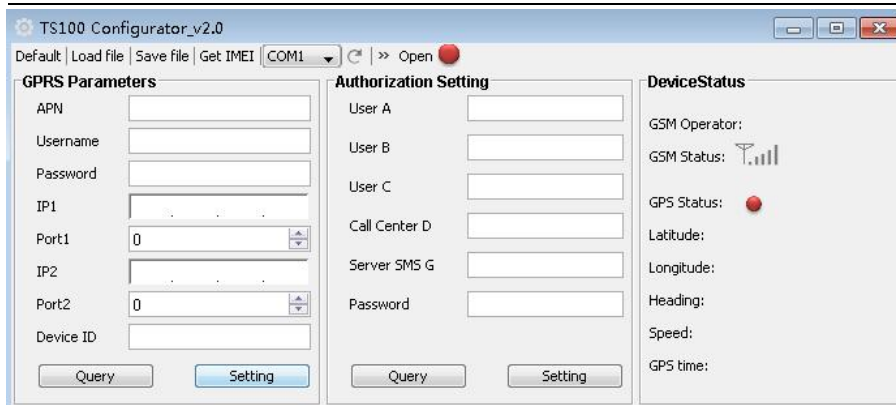 TS100 Configurator_v2.0
Default | Load file | Save file | Get IMEI | COM1 | » Open
GPRS Parameters
APN
Username
Password
IP1 . . .
Port1 0
IP2 . . .
Port2 0
Device ID
Query Setting
Authorization Setting
User A
User B
User C
Call Center D
Server SMS G
Password
Query Setting
DeviceStatus
GSM Operator:
GSM Status:
GPS Status:
Latitude:
Longitude:
Heading:
Speed:
GPS time: